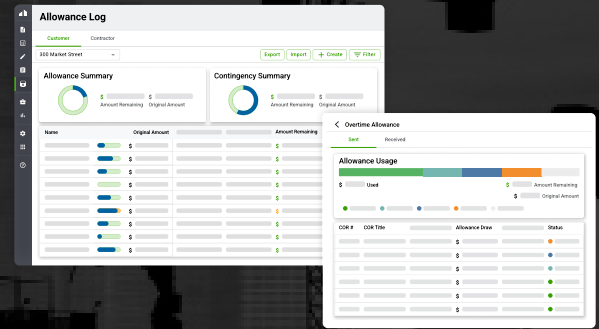 Allowance Log
Customer Contractor
300 Market Street
Export Import + Create Filter
Allowance Summary
$ $
Amount Remaining Original Amount
Contingency Summary
$ $
Amount Remaining Original Amount
Name Original Amount Amount Remaining
$ $
$ $
$ $
$ $
$ $
$ $
$ $
$ $
$ $
Overtime Allowance
Sent Received
Allowance Usage
$ Used $ Amount Remaining
$ Original Amount
COR # COR Title Allowance Draw Status
$
$
$
$
$
$